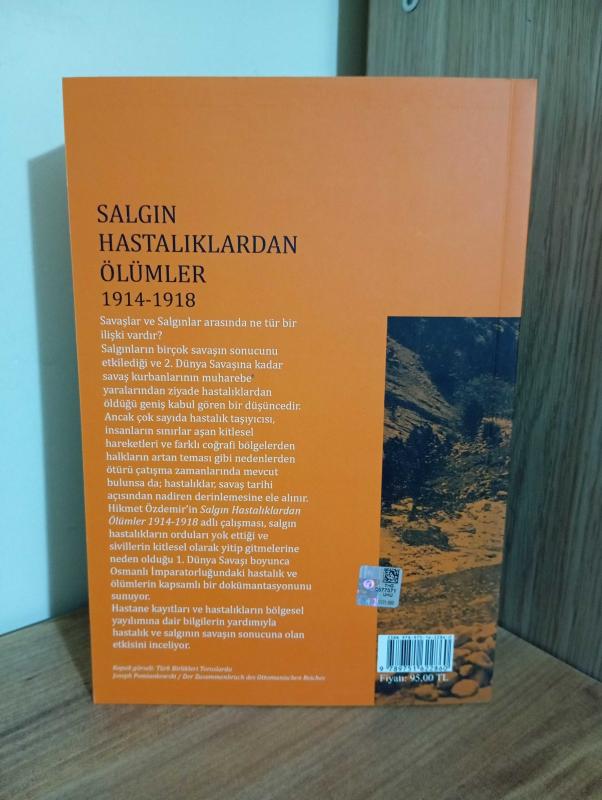 SALGIN
HASTALIKLARDAN
ÖLÜMLER
1914-1918
Savaşlar ve Salgınlar arasında ne tür bir
ilişki vardır?
Salgınların birçok savaşın sonucunu
etkilediği ve 2. Dünya Savaşına kadar
savaş kurbanlarının muharebe
yaralarından ziyade hastalıklardan
öldüğü geniş kabul gören bir düşüncedir.
Ancak çok sayıda hastalık taşıyıcısı,
insanların sınırlar aşan kitlesel
hareketleri ve farklı coğrafi bölgelerden
halkların artan teması gibi nedenlerden
ötürü çatışma zamanlarında mevcut
bulunsa da; hastalıklar, savaş tarihi
açısından nadiren derinlemesine ele alınır.
Hikmet Özdemir'in Salgın Hastalıklardan
Ölümler 1914-1918 adlı çalışması, salgın
hastalıkların orduları yok ettiği ve
sivillerin kitlesel olarak yitip gitmelerine
neden olduğu 1. Dünya Savaşı boyunca
Osmanlı İmparatorluğundaki hastalık ve
ölümlerin kapsamlı bir dokümantasyonunu
sunuyor.
Hastane kayıtları ve hastalıkların bölgesel
yayılımına dair bilgilerin yardımıyla
hastalık ve salgının savaşın sonucuna olan
etkisini inceliyor.
Kapak görseli: Türk Birlikleri Toroslarda
Joseph Pomiankowski / Der Zusammenbruch des Ottomanischen Reiches
9 789751 622860
Fiyatı: 95,00 TL